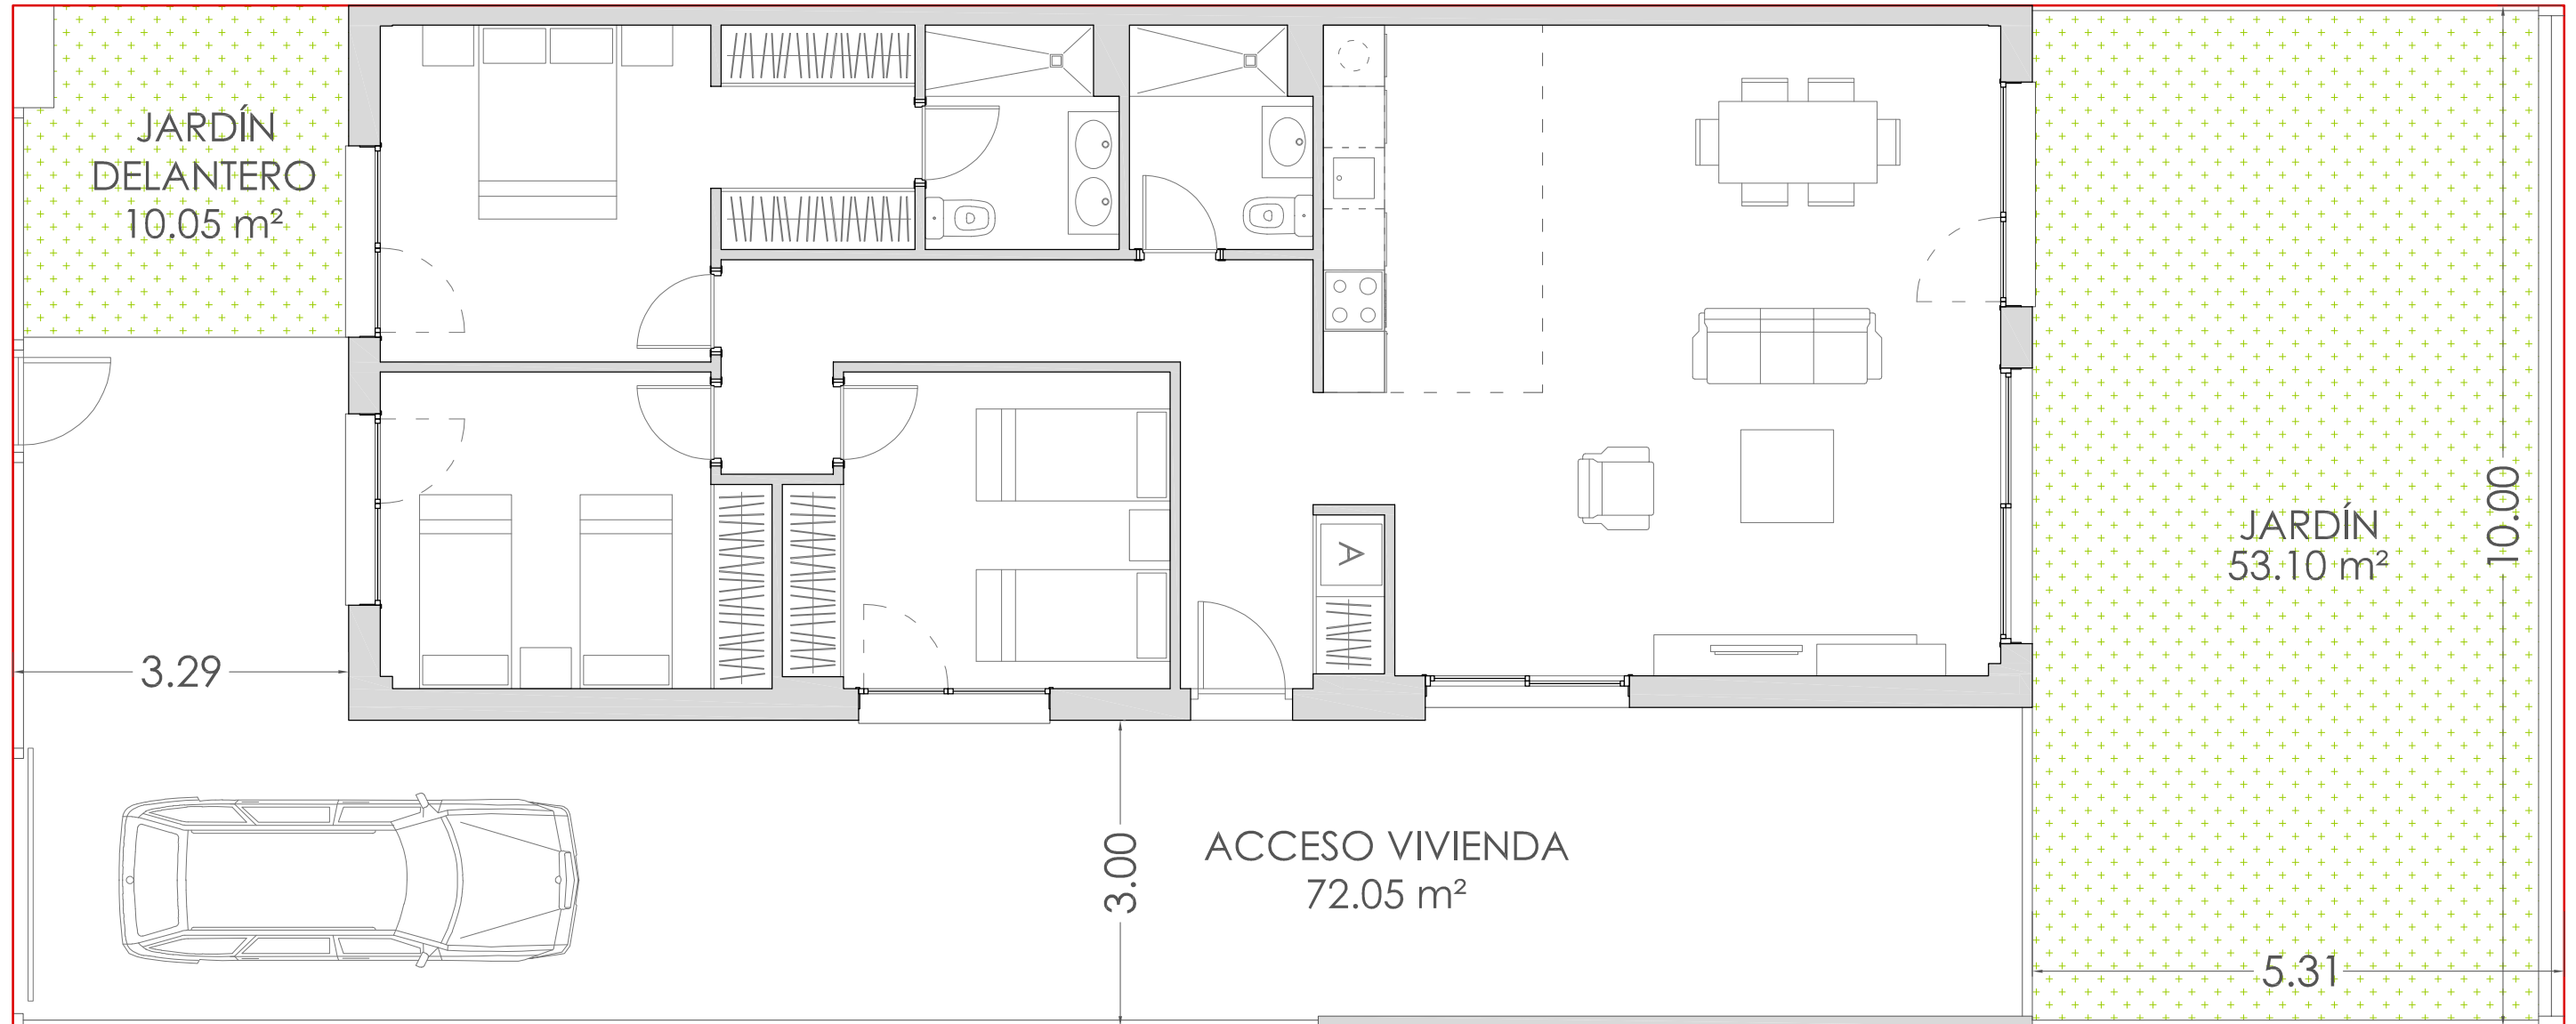 JARDÍN
DELANTERO
10.05 m²
3.29
A
3.00
ACCESO VIVIENDA
72.05 m²
JARDÍN
53.10 m²
10.00
5.31